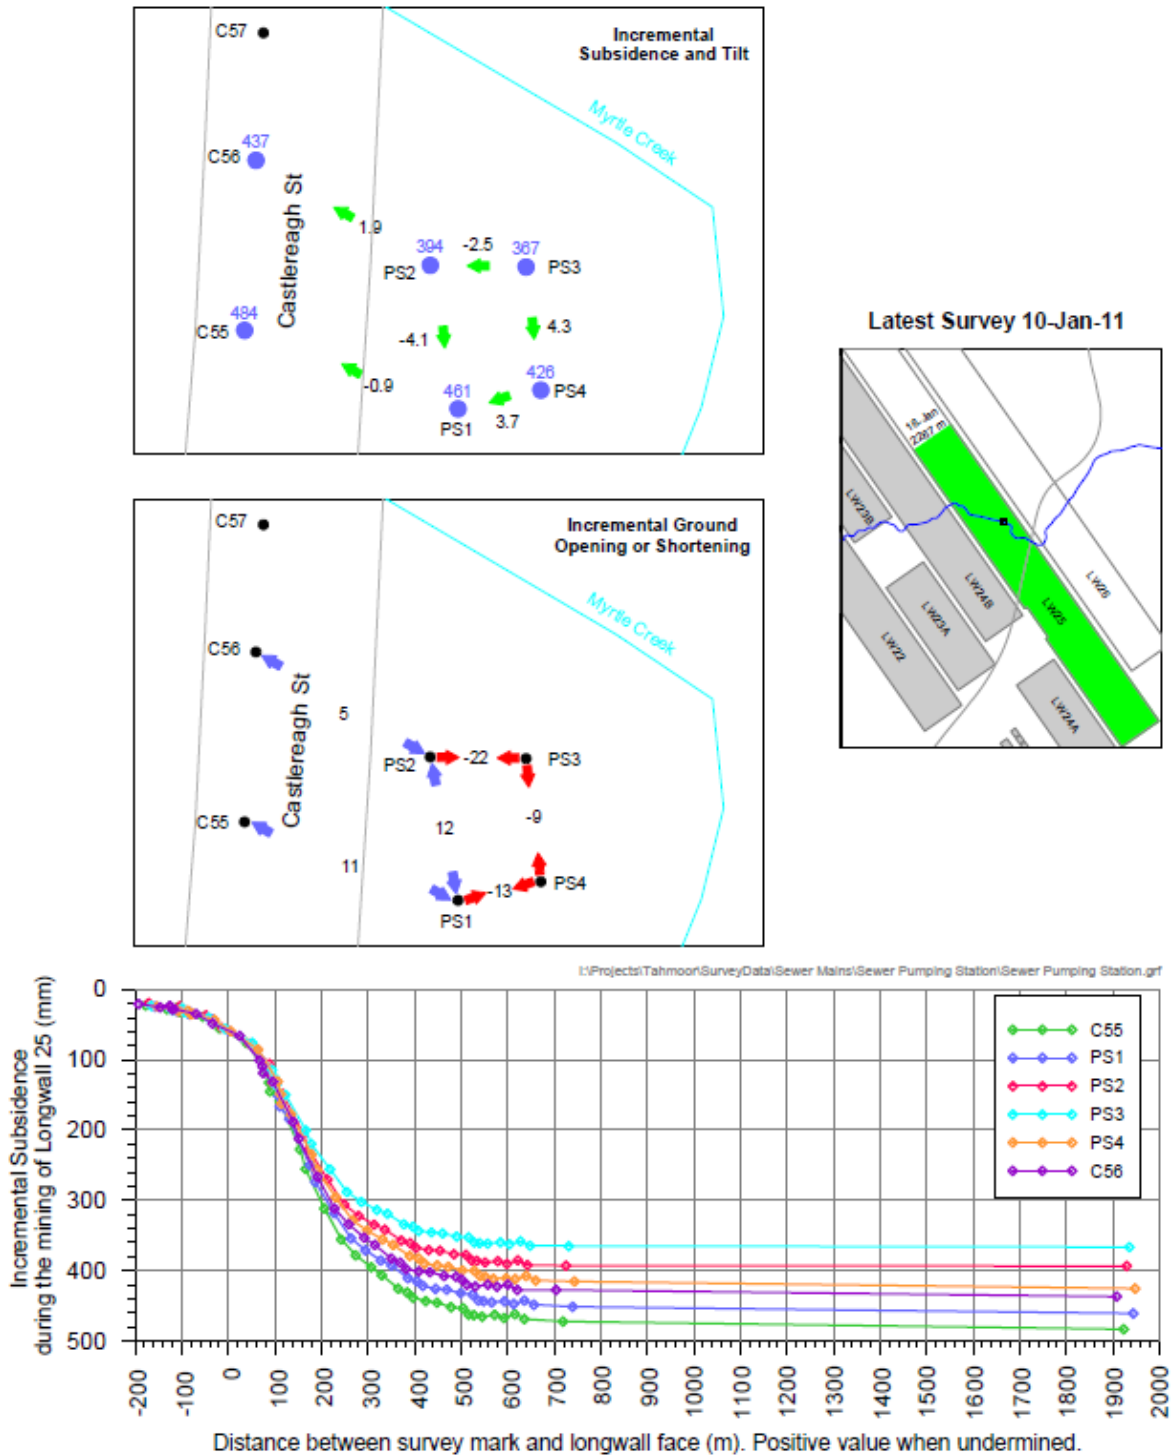 C57
Incremental
Subsidence and Tilt
Myrtle Creek
437
C56
Castlereagh St
1.9
394
-2.5
367
PS2
PS3
484
C55
-4.1
4.3
-0.9
426
461
PS4
3.7
PS1
Latest Survey 10-Jan-11
2287 m
LW23B
LW24B
LW23A
LW22
LW25
LW26
LW24A
C57
Incremental Ground
Opening or Shortening
Myrtle Creek
C56
Castlereagh St
5
PS2
-22
PS3
C55
12
-9
11
-13
PS4
PS1
I:\Projects\Tahmoor\SurveyData\Sewer Mains\Sewer Pumping Station\Sewer Pumping Station.grf
Incremental Subsidence
during the mining of Longwall 25 (mm)
0
100
200
300
400
500
C55
PS1
PS2
PS3
PS4
C56
-200 -100 0 100 200 300 400 500 600 700 800 900 1000 1100 1200 1300 1400 1500 1600 1700 1800 1900 2000
Distance between survey mark and longwall face (m). Positive value when undermined.